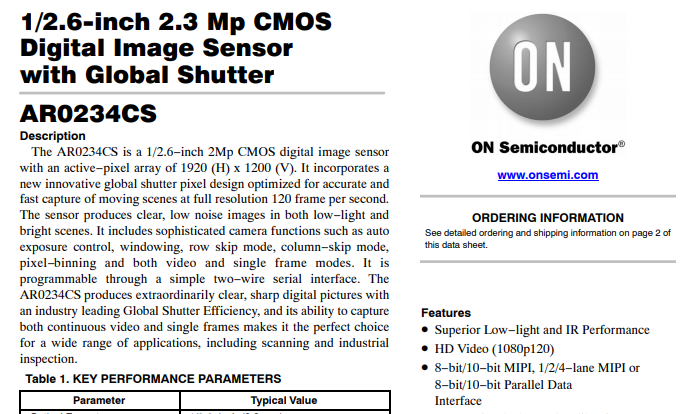 1/2.6-inch 2.3 Mp CMOS
Digital Image Sensor
with Global Shutter
AR0234CS
Description
The AR0234CS is a 1/2.6−inch 2Mp CMOS digital image sensor
with an active−pixel array of 1920 (H) x 1200 (V). It incorporates a
new innovative global shutter pixel design optimized for accurate and
fast capture of moving scenes at full resolution 120 frame per second.
The sensor produces clear, low noise images in both low−light and
bright scenes. It includes sophisticated camera functions such as auto
exposure control, windowing, row skip mode, column−skip mode,
pixel−binning and both video and single frame modes. It is
programmable through a simple two−wire serial interface. The
AR0234CS produces extraordinarily clear, sharp digital pictures with
an industry leading Global Shutter Efficiency, and its ability to capture
both continuous video and single frames makes it the perfect choice
for a wide range of applications, including scanning and industrial
inspection.
Table 1. KEY PERFORMANCE PARAMETERS
Parameter Typical Value
ON
ON Semiconductor®
www.onsemi.com
ORDERING INFORMATION
See detailed ordering and shipping information on page 2 of
this data sheet.
Features
• Superior Low−light and IR Performance
• HD Video (1080p120)
• 8−bit/10−bit MIPI, 1/2/4−lane MIPI or
8−bit/10−bit Parallel Data
Interface